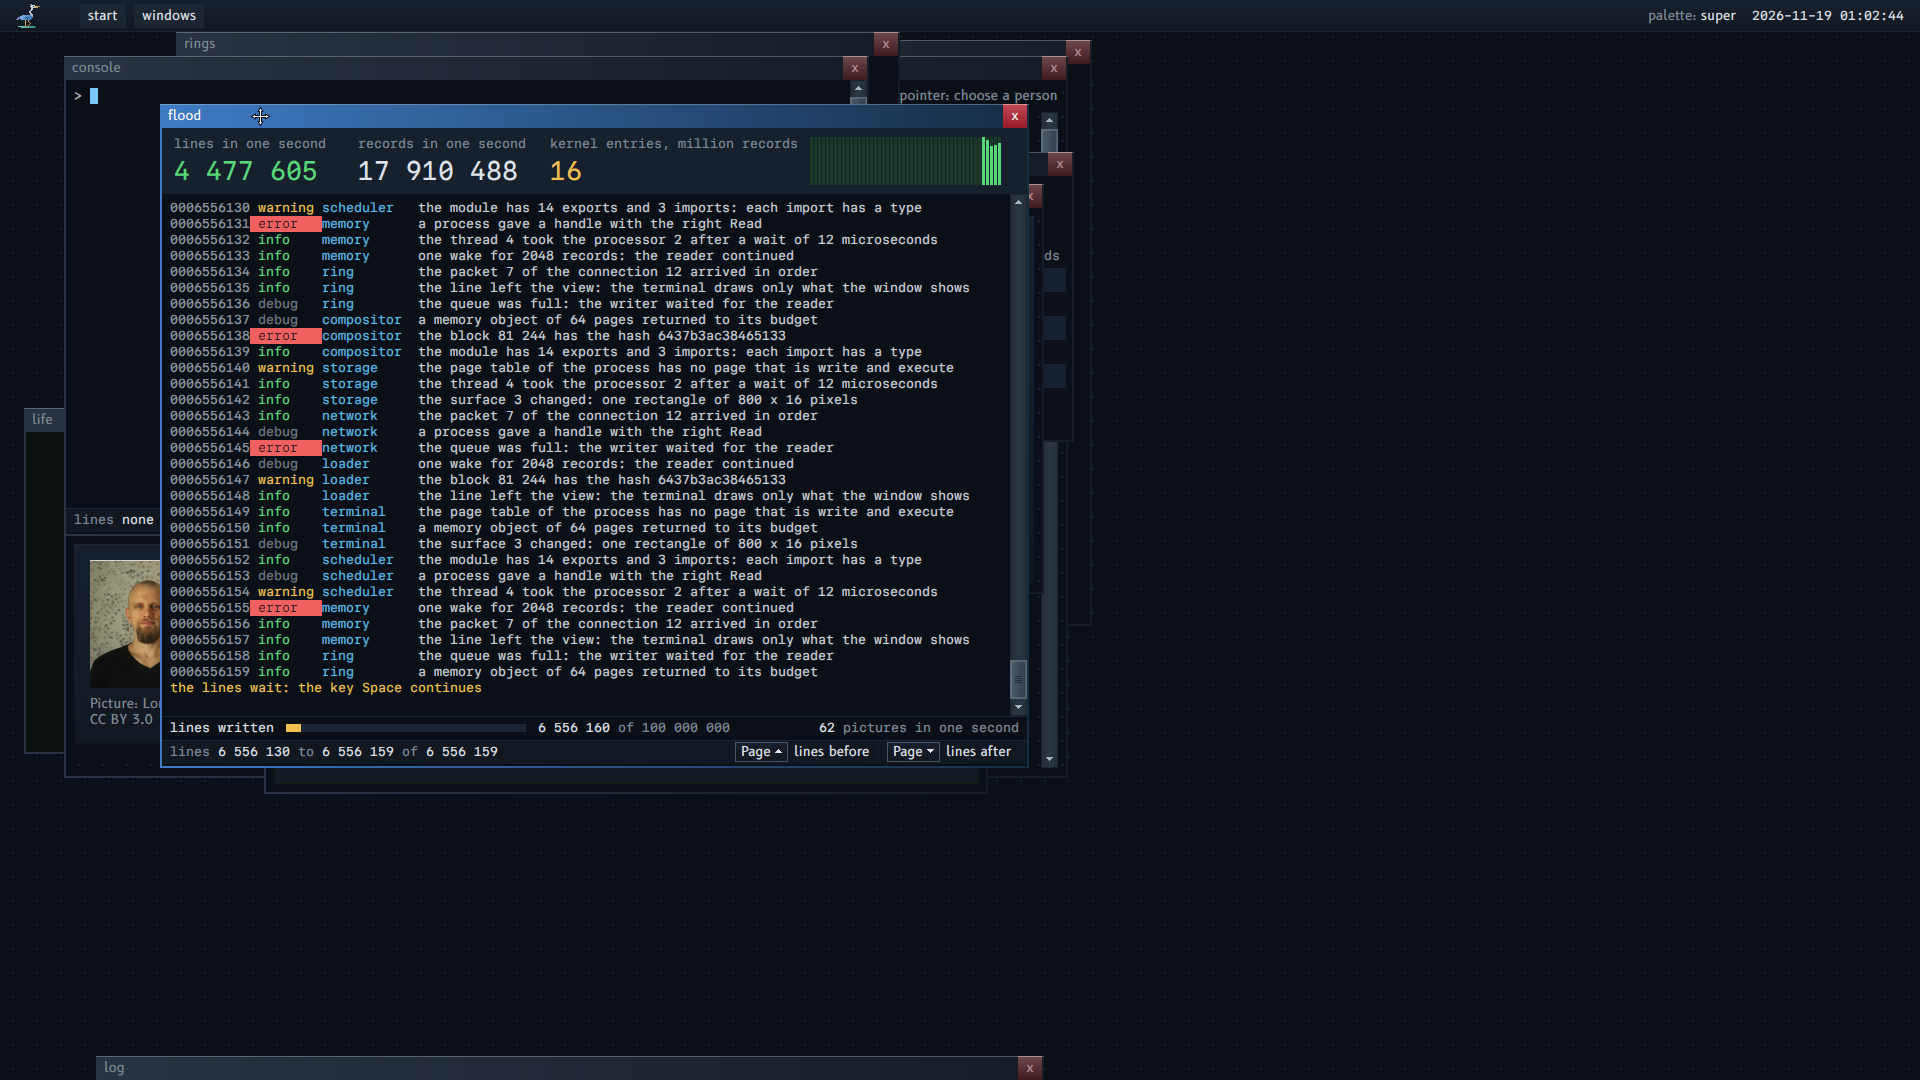 start windows palette: super 2026-11-19 01:02:44
rings x
x
console x
x
> pointer: choose a person
flood x
lines in one second records in one second kernel entries, million records
4 477 605 17 910 488 16
x
x
0006556130 warning scheduler the module has 14 exports and 3 imports: each import has a type
0006556131 error memory a process gave a handle with the right Read
0006556132 info memory the thread 4 took the processor 2 after a wait of 12 microseconds
0006556133 info memory one wake for 2048 records: the reader continued
ds
0006556134 info ring the packet 7 of the connection 12 arrived in order
0006556135 info ring the line left the view: the terminal draws only what the window shows
0006556136 debug ring the queue was full: the writer waited for the reader
0006556137 debug compositor a memory object of 64 pages returned to its budget
0006556138 error compositor the block 81 244 has the hash 6437b3ac38465133
0006556139 info compositor the module has 14 exports and 3 imports: each import has a type
0006556140 warning storage the page table of the process has no page that is write and execute
0006556141 info storage the thread 4 took the processor 2 after a wait of 12 microseconds
0006556142 info storage the surface 3 changed: one rectangle of 800 x 16 pixels
0006556143 info network the packet 7 of the connection 12 arrived in order
life
0006556144 debug network a process gave a handle with the right Read
0006556145 error network the queue was full: the writer waited for the reader
0006556146 debug loader one wake for 2048 records: the reader continued
0006556147 warning loader the block 81 244 has the hash 6437b3ac38465133
0006556148 info loader the line left the view: the terminal draws only what the window shows
0006556149 info terminal the page table of the process has no page that is write and execute
lines none
0006556150 info terminal a memory object of 64 pages returned to its budget
0006556151 debug terminal the surface 3 changed: one rectangle of 800 x 16 pixels
0006556152 info scheduler the module has 14 exports and 3 imports: each import has a type
0006556153 debug scheduler a process gave a handle with the right Read
0006556154 warning scheduler the thread 4 took the processor 2 after a wait of 12 microseconds
0006556155 error memory one wake for 2048 records: the reader continued
0006556156 info memory the packet 7 of the connection 12 arrived in order
0006556157 info memory the line left the view: the terminal draws only what the window shows
0006556158 info ring the queue was full: the writer waited for the reader
0006556159 info ring a memory object of 64 pages returned to its budget
the lines wait: the key Space continues
Picture: Lo
CC BY 3.0
lines written 6 556 160 of 100 000 000 62 pictures in one second
lines 6 556 130 to 6 556 159 of 6 556 159 Page lines before Page lines after
log x